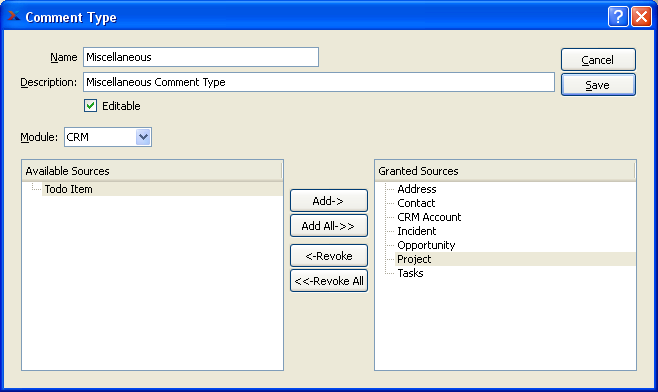 Comment Type
Name Miscellaneous
Cancel
Description: Miscellaneous Comment Type
Save
Editable
Module: CRM
Available Sources
Todo Item
Add->
Add All->>
<-Revoke
<<-Revoke All
Granted Sources
Address
Contact
CRM Account
Incident
Opportunity
Project
Tasks